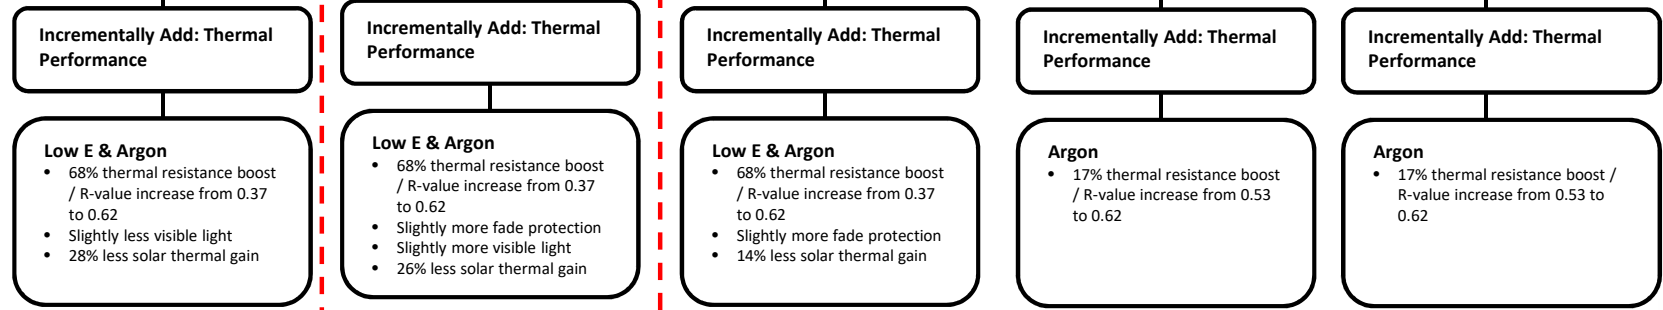 Incrementally Add: Thermal
Performance
Low E & Argon
• 68% thermal resistance boost
/ R-value increase from 0.37
to 0.62
• Slightly less visible light
• 28% less solar thermal gain
Incrementally Add: Thermal
Performance
Low E & Argon
• 68% thermal resistance boost
/ R-value increase from 0.37
to 0.62
• Slightly more fade protection
• Slightly more visible light
• 26% less solar thermal gain
Incrementally Add: Thermal
Performance
Low E & Argon
• 68% thermal resistance boost
/ R-value increase from 0.37
to 0.62
• Slightly more fade protection
• 14% less solar thermal gain
Incrementally Add: Thermal
Performance
Argon
• 17% thermal resistance boost
/ R-value increase from 0.53
to 0.62
Incrementally Add: Thermal
Performance
Argon
• 17% thermal resistance boost /
R-value increase from 0.53 to
0.62